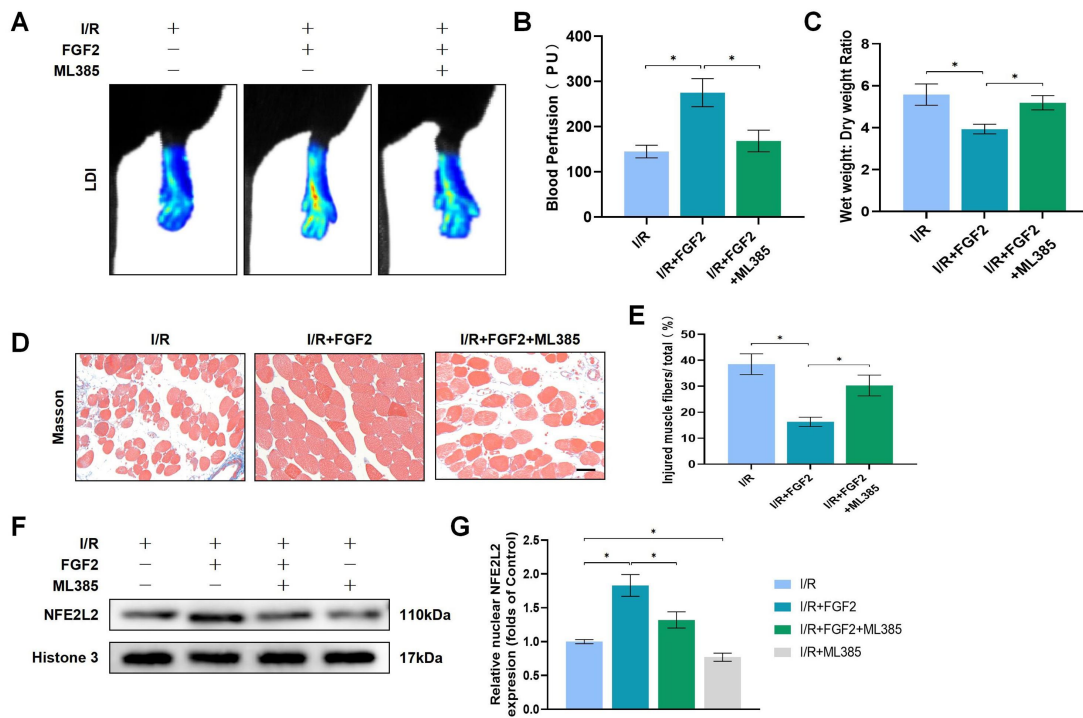 A
I/R + + +
FGF2 − + +
ML385 − − +
LDI
B
Blood Perfusion ( PU)
400
300
200
100
0
I/R
I/R+FGF2
I/R+FGF2
+ML385
*
*
C
Wet weight: Dry weight Ratio
8
6
4
2
0
I/R
I/R+FGF2
I/R+FGF2
+ML385
*
*
D
I/R I/R+FGF2 I/R+FGF2+ML385
Masson
E
Injured muscle fibers/total (%)
50
40
30
20
10
0
I/R
I/R+FGF2
I/R+FGF2
+ML385
*
*
F
I/R + + + +
FGF2 − + + −
ML385 − − + +
NFE2L2 110kDa
Histone 3 17kDa
G
Relative nuclear NFE2L2
expresion (folds of Control)
2.5
2.0
1.5
1.0
0.5
0.0
*
*
*
I/R
I/R+FGF2
I/R+FGF2+ML385
I/R+ML385